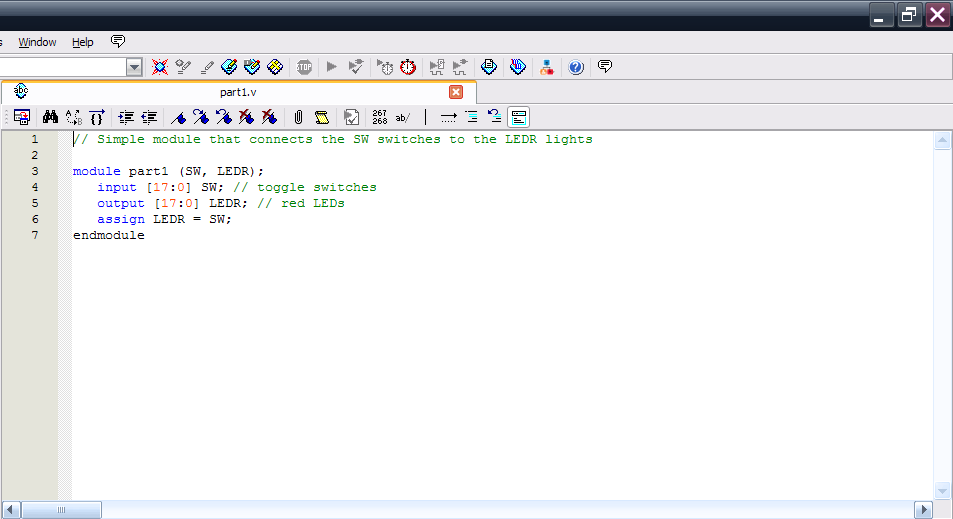 s Window Help
STOP
abc
part1.v
267
268
ab/
1 // Simple module that connects the SW switches to the LEDR lights
2
3 module part1 (SW, LEDR);
4 input [17:0] SW; // toggle switches
5 output [17:0] LEDR; // red LEDs
6 assign LEDR = SW;
7 endmodule